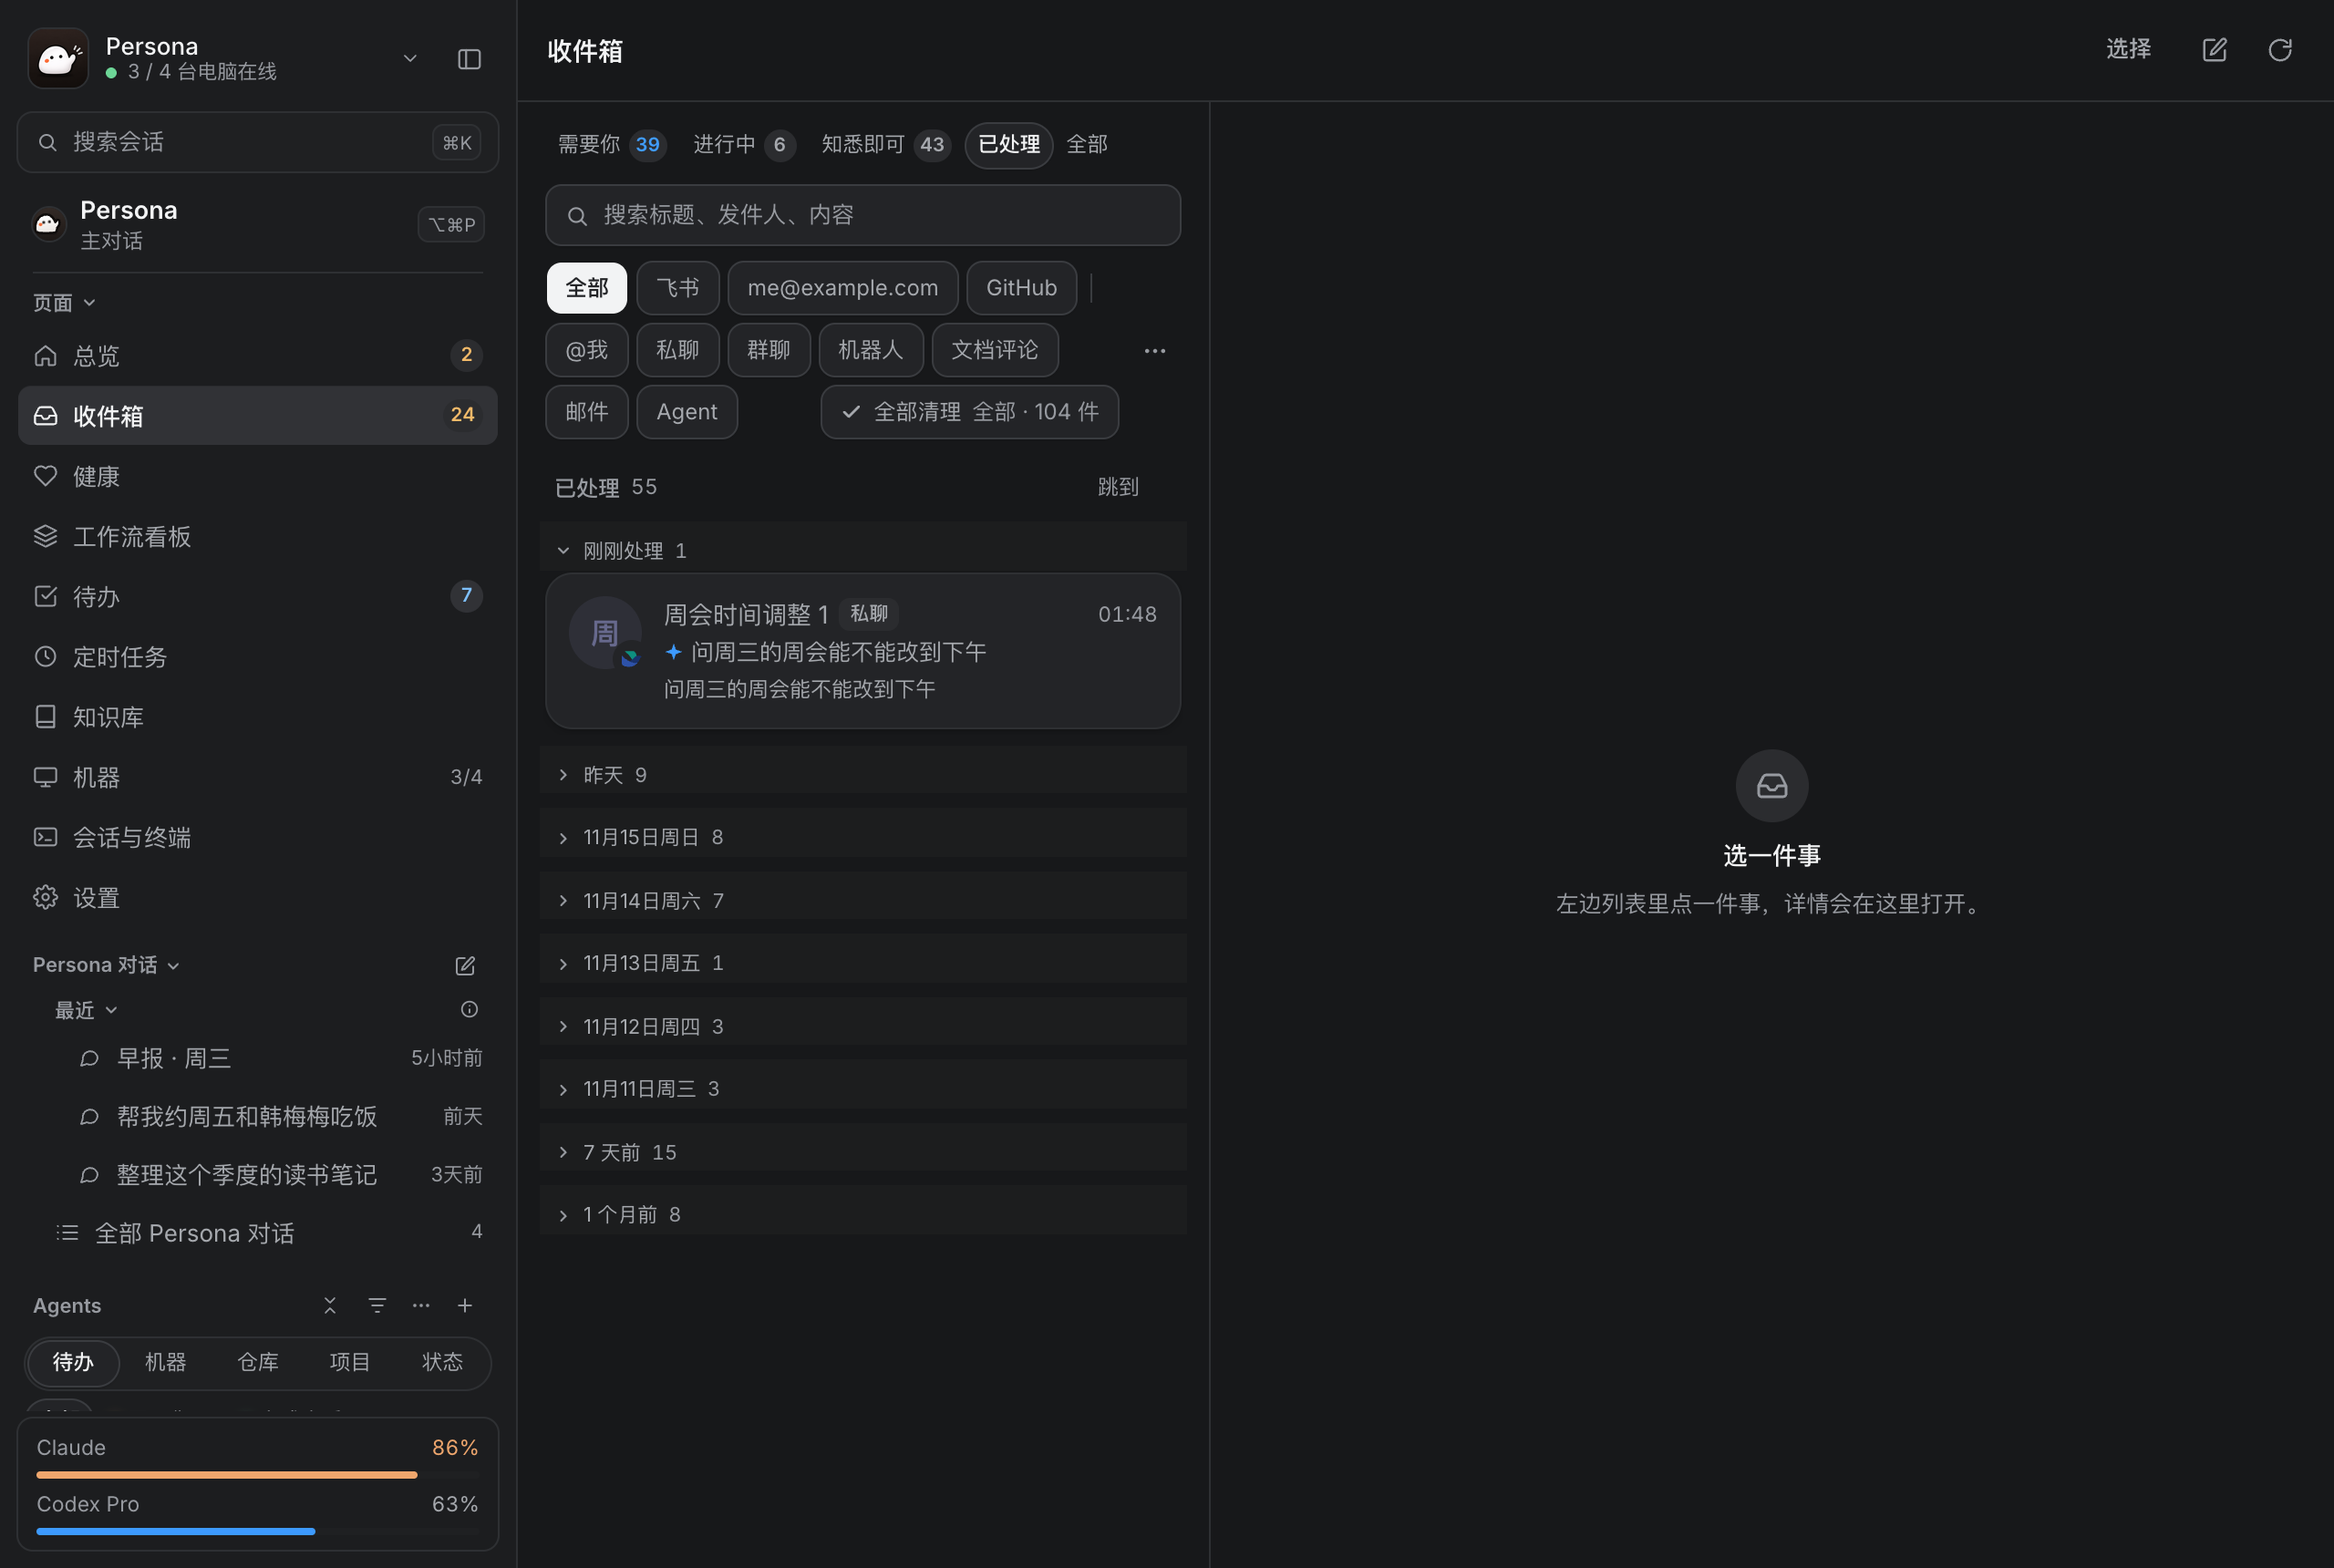 Persona
3 / 4 台电脑在线
搜索会话 ⌘K
Persona
主对话
⌥⌘P
页面
总览 2
收件箱 24
健康
工作流看板
待办 7
定时任务
知识库
机器 3/4
会话与终端
设置
Persona 对话
最近
早报 · 周三 5小时前
帮我约周五和韩梅梅吃饭 前天
整理这个季度的读书笔记 3天前
全部 Persona 对话 4
Agents
待办 机器 仓库 项目 状态
Claude 86%
Codex Pro 63%
收件箱
选择
需要你 39 进行中 6 知悉即可 43 已处理 全部
搜索标题、发件人、内容
全部 飞书 me@example.com GitHub
@我 私聊 群聊 机器人 文档评论
邮件 Agent 全部清理 全部 · 104 件
已处理 55 跳到
刚刚处理 1
周
周会时间调整 1 私聊 01:48
问周三的周会能不能改到下午
问周三的周会能不能改到下午
昨天 9
11月15日周日 8
11月14日周六 7
11月13日周五 1
11月12日周四 3
11月11日周三 3
7 天前 15
1 个月前 8
选一件事
左边列表里点一件事，详情会在这里打开。